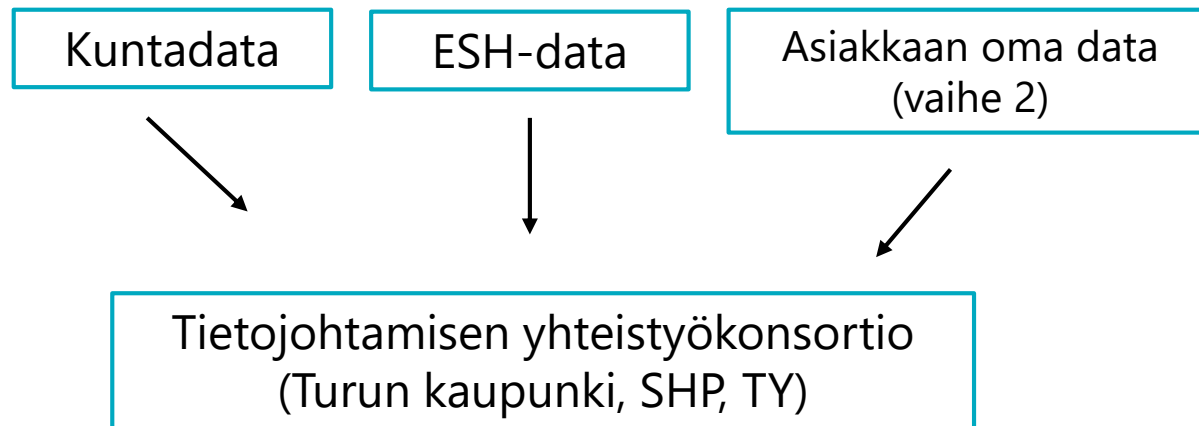 Kuntadata
ESH-data
Asiakkaan oma data
(vaihe 2)
Tietojohtamisen yhteistyökonsortio
(Turun kaupunki, SHP, TY)